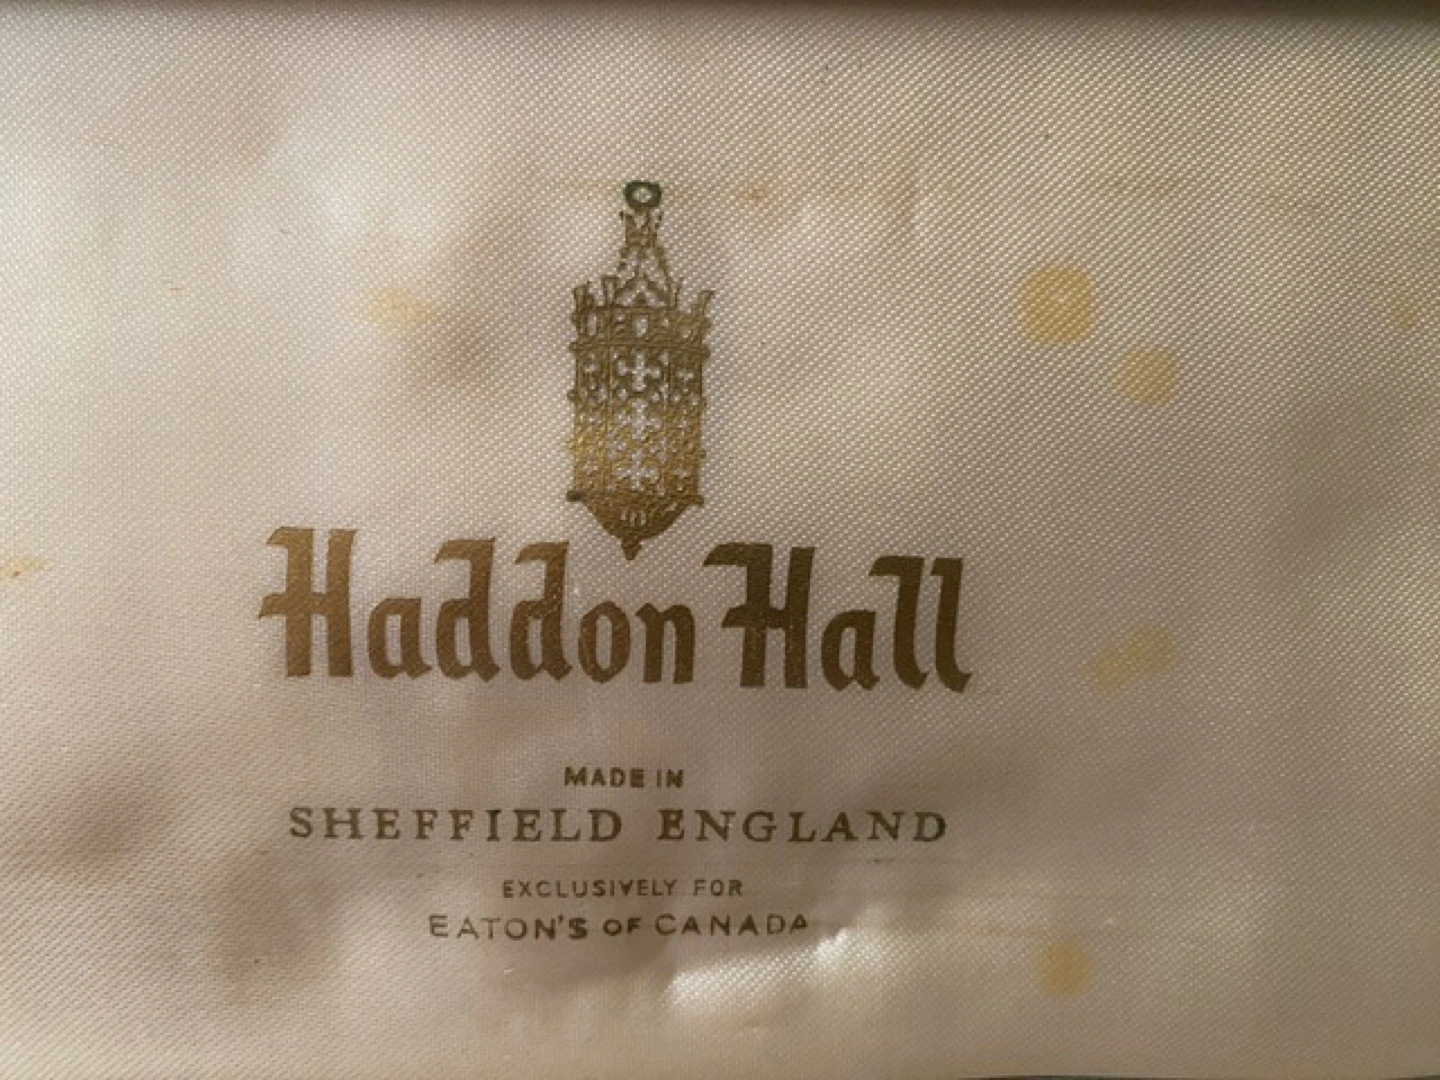 Haddon Hall
MADE IN
SHEFFIELD ENGLAND
EXCLUSIVELY FOR
EATON'S OF CANADA